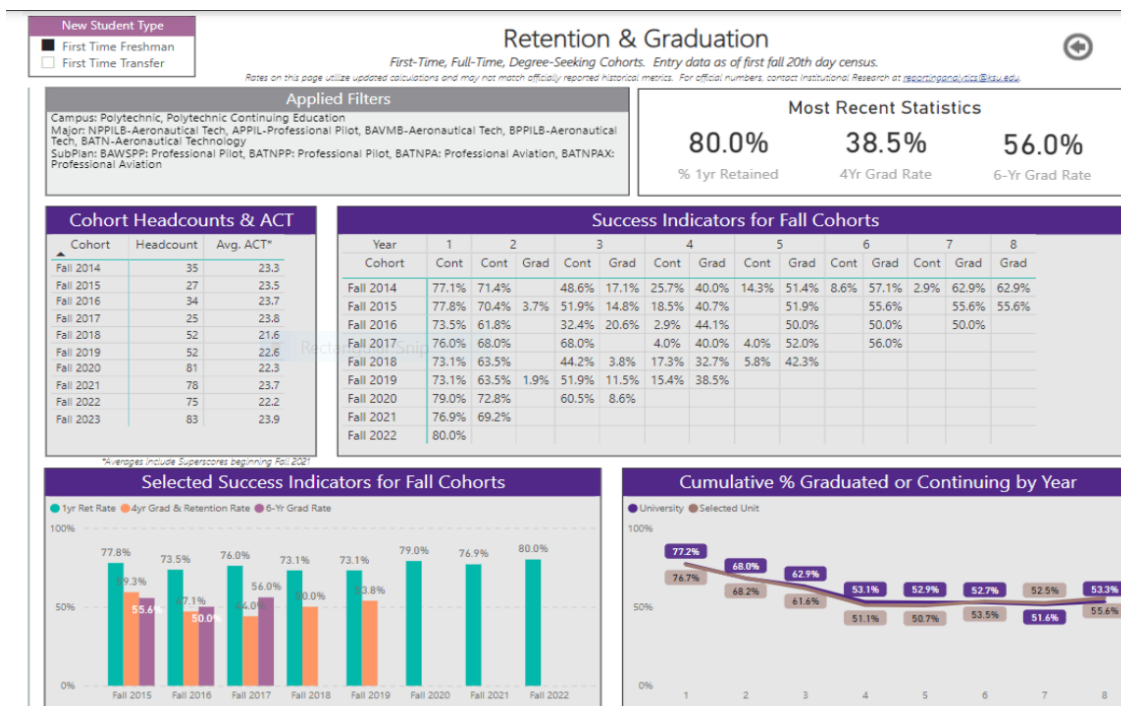 New Student Type
First Time Freshman
First Time Transfer
Retention & Graduation
First-Time, Full-Time, Degree-Seeking Cohorts. Entry data as of first fall 20th day census.
Rates on this page utilize updated calculations and may not match officially reported historical metrics. For official numbers, contact Institutional Research at reportinganalytics@ksu.edu.
Applied Filters
Campus: Polytechnic, Polytechnic Continuing Education
Major: NPPILB-Aeronautical Tech, APPIL-Professional Pilot, BAVMB-Aeronautical Tech, BPPILB-Aeronautical
Tech, BATN-Aeronautical Technology
SubPlan: BAWSPP: Professional Pilot, BATNPP: Professional Pilot, BATNPA: Professional Aviation, BATNPAX:
Professional Aviation
Most Recent Statistics
80.0% 38.5% 56.0%
% 1yr Retained 4Yr Grad Rate 6-Yr Grad Rate
Cohort Headcounts & ACT
Cohort Headcount Avg. ACT*
Fall 2014 35 23.3
Fall 2015 27 23.5
Fall 2016 34 23.7
Fall 2017 25 23.8
Fall 2018 52 21.6
Fall 2019 52 22.6
Fall 2020 81 22.3
Fall 2021 78 23.7
Fall 2022 75 22.2
Fall 2023 83 23.9
*Averages include Superscores beginning Fall 2021
Success Indicators for Fall Cohorts
Year 1 2 3 4 5 6 7 8
Cohort Cont Cont Grad Cont Grad Cont Grad Cont Grad Cont Grad Cont Grad Grad
Fall 2014 77.1% 71.4% 48.6% 17.1% 25.7% 40.0% 14.3% 51.4% 8.6% 57.1% 2.9% 62.9% 62.9%
Fall 2015 77.8% 70.4% 3.7% 51.9% 14.8% 18.5% 40.7% 51.9% 55.6% 55.6% 55.6%
Fall 2016 73.5% 61.8% 32.4% 20.6% 2.9% 44.1% 50.0% 50.0% 50.0%
Fall 2017 76.0% 68.0% 68.0% 4.0% 40.0% 4.0% 52.0% 56.0%
Fall 2018 73.1% 63.5% 44.2% 3.8% 17.3% 32.7% 5.8% 42.3%
Fall 2019 73.1% 63.5% 1.9% 51.9% 11.5% 15.4% 38.5%
Fall 2020 79.0% 72.8% 60.5% 8.6%
Fall 2021 76.9% 69.2%
Fall 2022 80.0%
Selected Success Indicators for Fall Cohorts
1yr Ret Rate 4yr Grad & Retention Rate 6-Yr Grad Rate
100%
77.8% 73.5% 76.0% 73.1% 73.1% 79.0% 76.9% 80.0%
55.6% 50.0% 56.0%
50%
0%
Fall 2015 Fall 2016 Fall 2017 Fall 2018 Fall 2019 Fall 2020 Fall 2021 Fall 2022
Cumulative % Graduated or Continuing by Year
University Selected Unit
100%
77.2% 68.0% 62.9% 53.1% 52.9% 52.7% 52.5% 53.3%
76.7% 68.2% 61.6% 51.1% 50.7% 53.5% 51.6% 55.6%
50%
0%
1 2 3 4 5 6 7 8